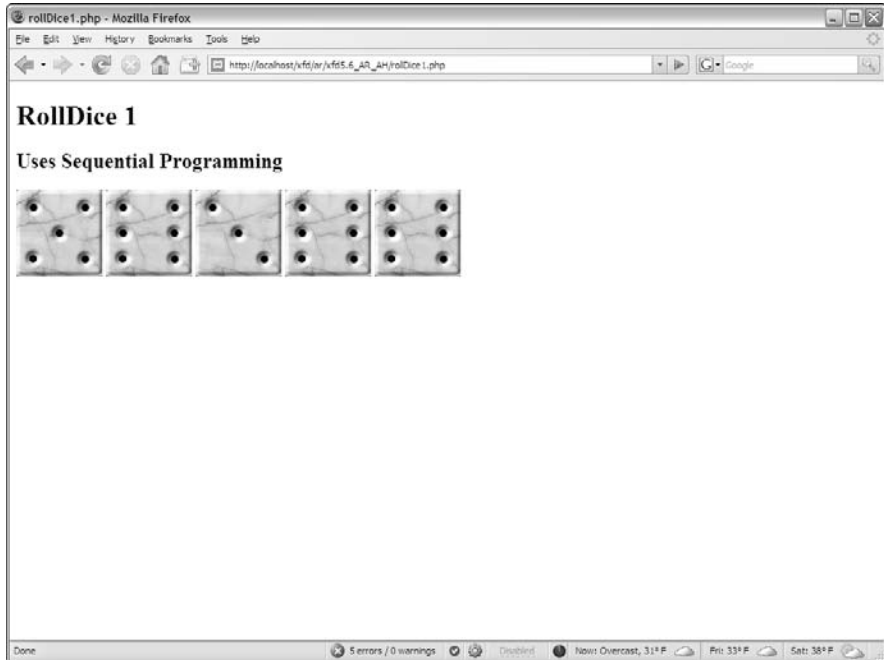 rollDice1.php - Mozilla Firefox
File Edit View History Bookmarks Tools Help
http://localhost/xfd/ar/xfd5.6_AR_AH/rollDice1.php
Google
RollDice 1
Uses Sequential Programming
Done
5 errors / 0 warnings
Disabled
Now: Overcast, 31° F
Fri: 33° F
Sat: 38° F